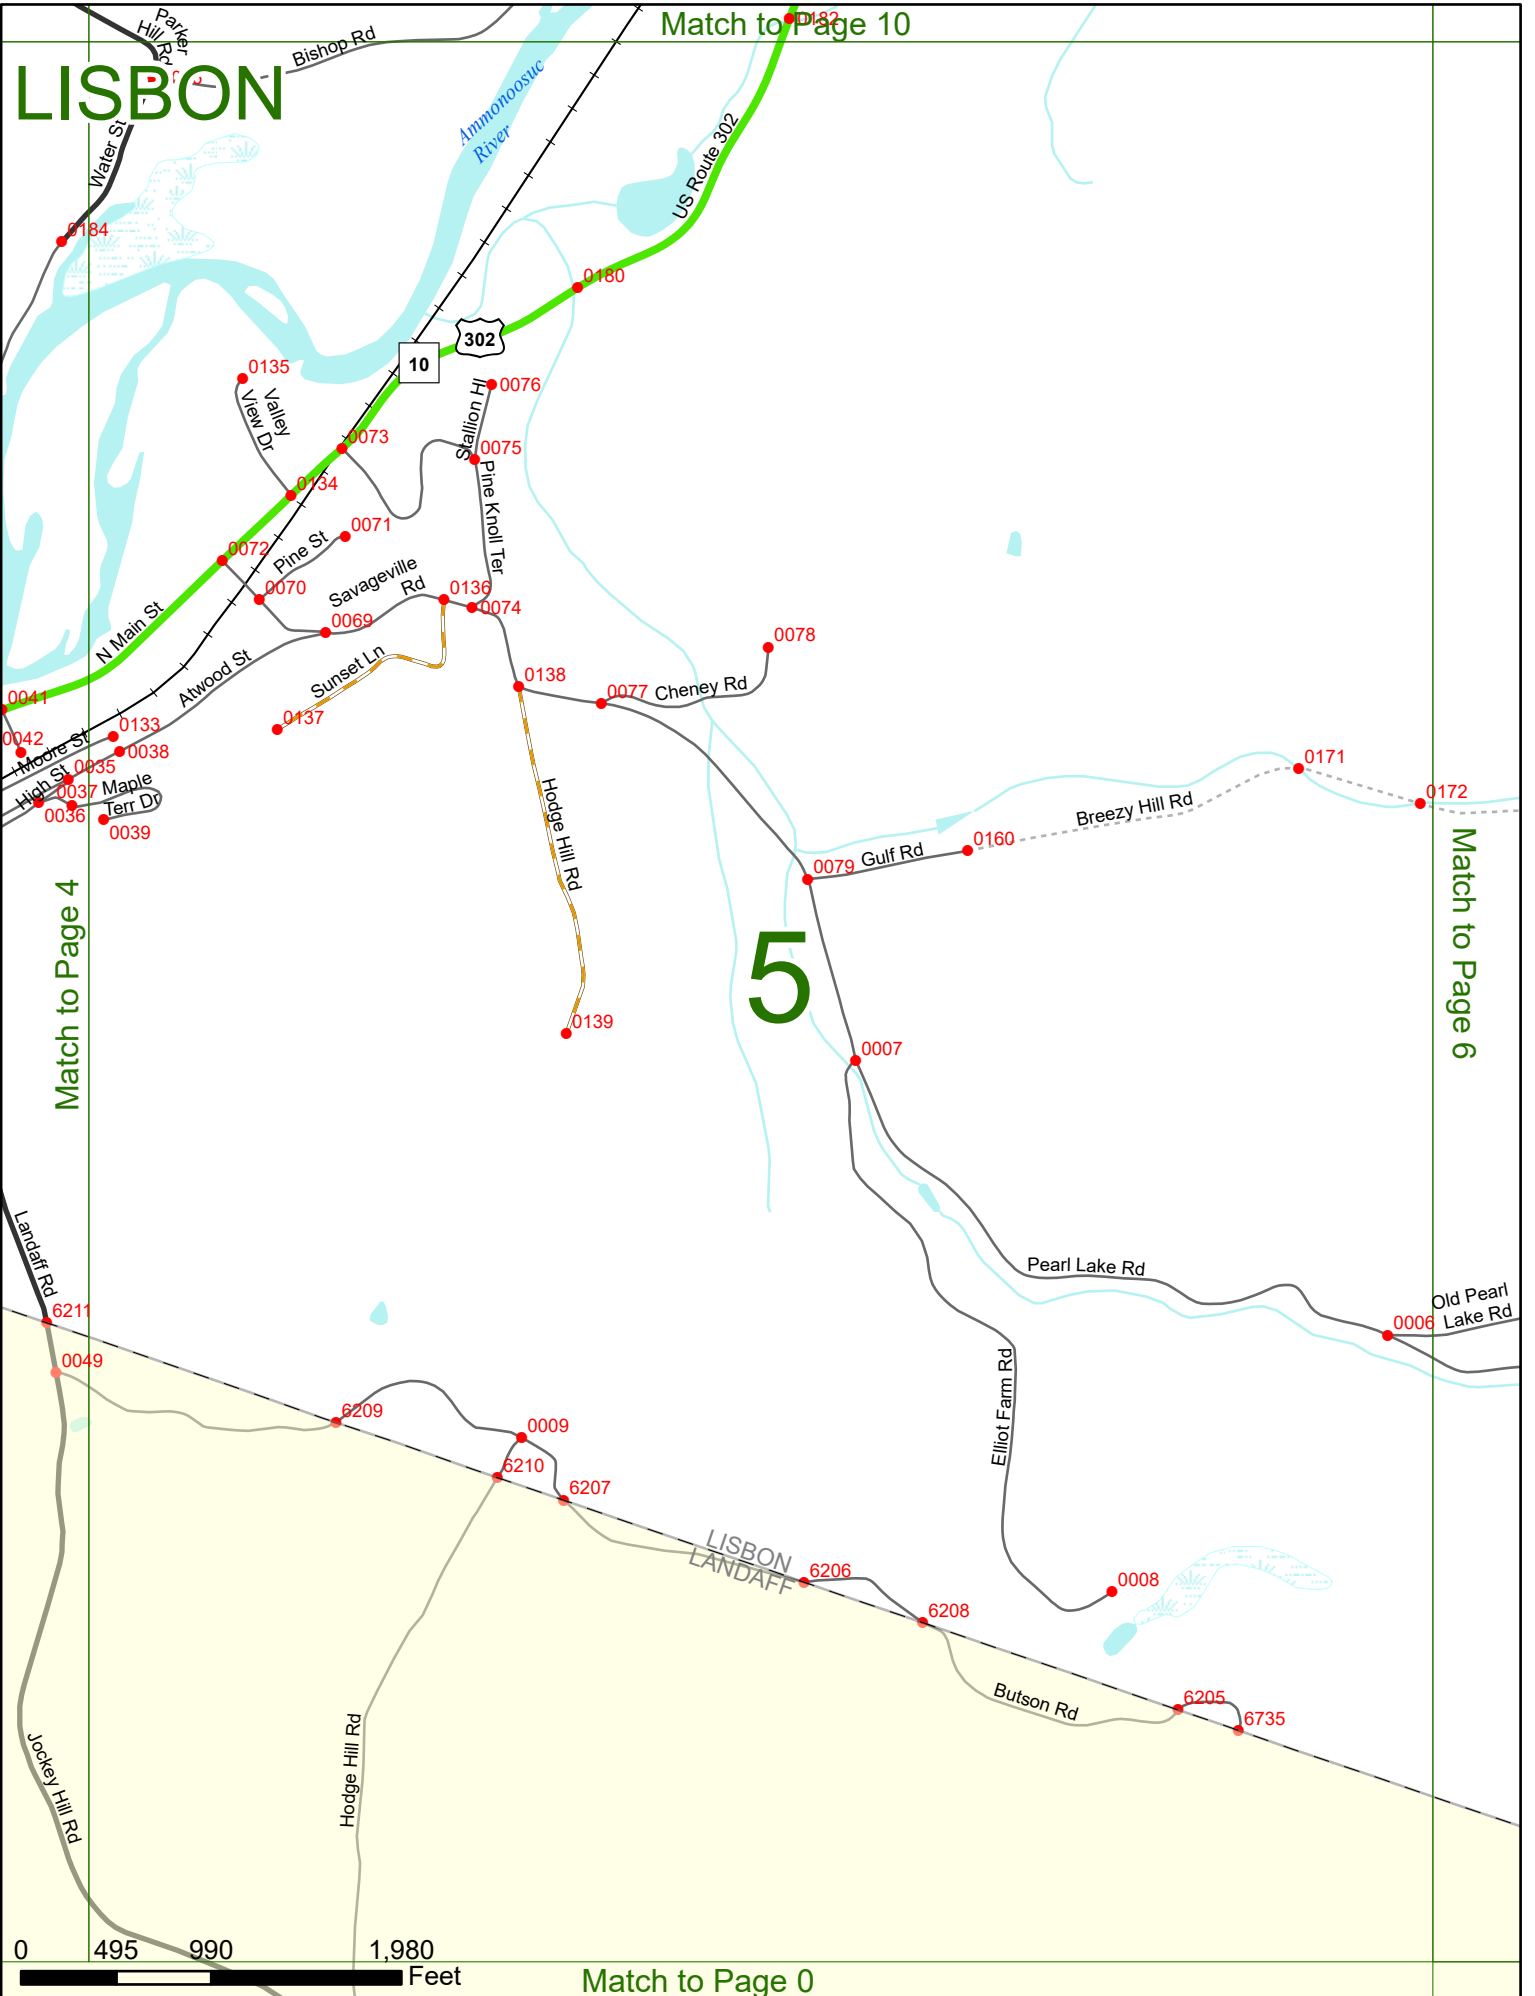 Match to Page 10
0182
Parker
Hill Rd
Bishop Rd
LISBON
Ammonoosuc
River
US Route 302
Water St
0184
0180
302
10
0135
Valley
View Dr
0076
Stallion Hl
0073
0075
Pine Knoll Ter
0134
0071
Pine St
0072
0070
Savageville
Rd
0136
0074
0069
N Main St
Atwood St
Sunset Ln
0078
0138
0077
Cheney Rd
0041
0137
0133
0042
Moore St
0038
0035
High St
0037
Maple
Terr Dr
0036
0039
Hodge Hill Rd
0171
0172
Breezy Hill Rd
0160
Gulf Rd
0079
Match to Page 4
Match to Page 6
5
0139
0007
Landaff Rd
Pearl Lake Rd
Old Pearl
Lake Rd
0006
6211
0049
Elliot Farm Rd
6209
0009
6210
6207
LISBON
LANDAFF
6206
0008
6208
Butson Rd
6205
6735
Hodge Hill Rd
Jockey Hill Rd
0 495 990 1,980
Feet
Match to Page 0